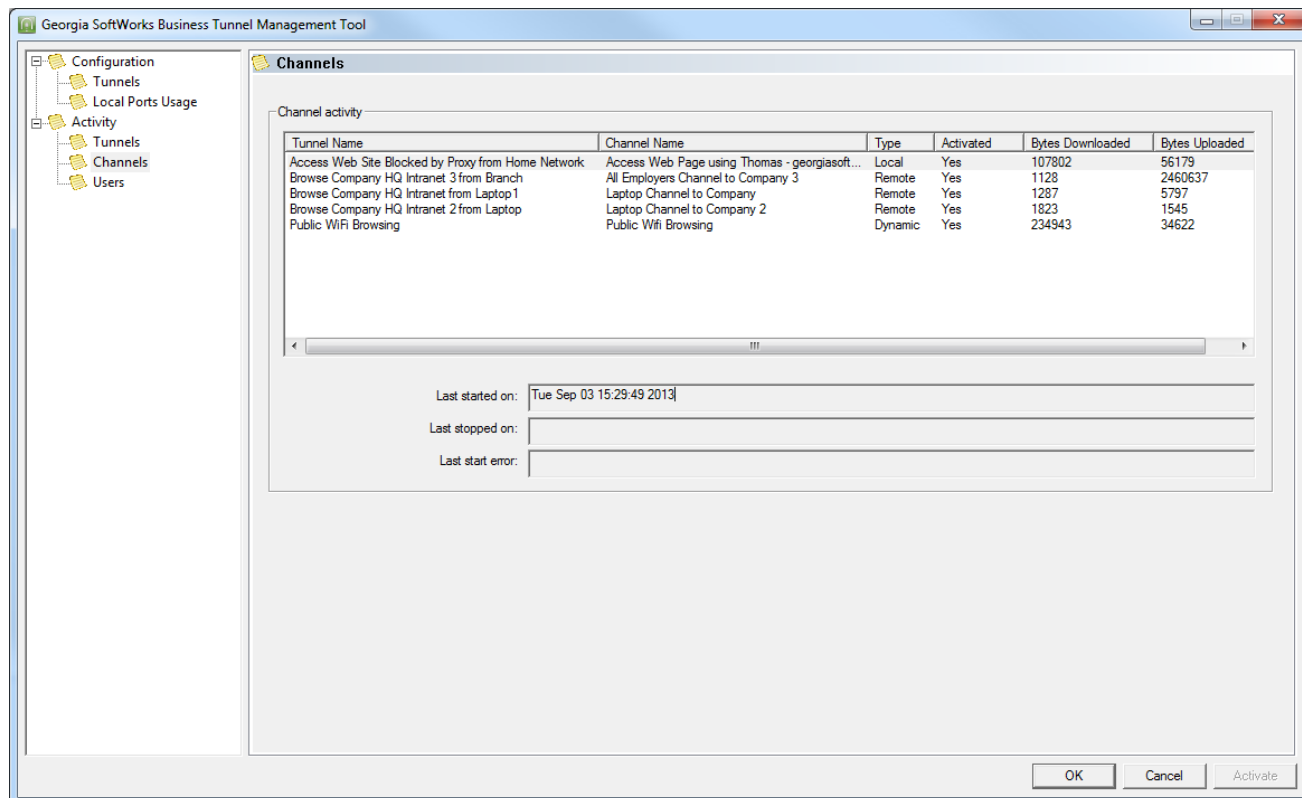 Georgia SoftWorks Business Tunnel Management Tool
Configuration
Tunnels
Local Ports Usage
Activity
Tunnels
Channels
Users
Channels
Channel activity
Tunnel Name Channel Name Type Activated Bytes Downloaded Bytes Uploaded
Access Web Site Blocked by Proxy from Home Network Access Web Page using Thomas - georgiasoft... Local Yes 107802 56179
Browse Company HQ Intranet 3 from Branch All Employers Channel to Company 3 Remote Yes 1128 2460637
Browse Company HQ Intranet from Laptop1 Laptop Channel to Company Remote Yes 1287 5797
Browse Company HQ Intranet 2 from Laptop Laptop Channel to Company 2 Remote Yes 1823 1545
Public WiFi Browsing Public Wifi Browsing Dynamic Yes 234943 34622
Last started on: Tue Sep 03 15:29:49 2013
Last stopped on:
Last start error:
OK Cancel Activate